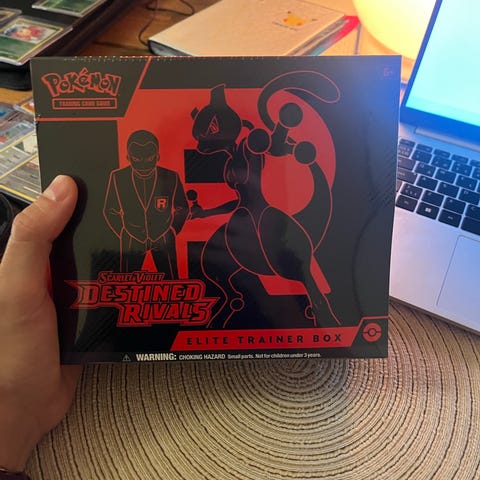 POKéMON
TRADING CARD GAME
6+
R
R
SCARLET & VIOLET
DESTINED
RIVALS
ELITE TRAINER BOX
WARNING: CHOKING HAZARD Small parts. Not for children under 3 years.